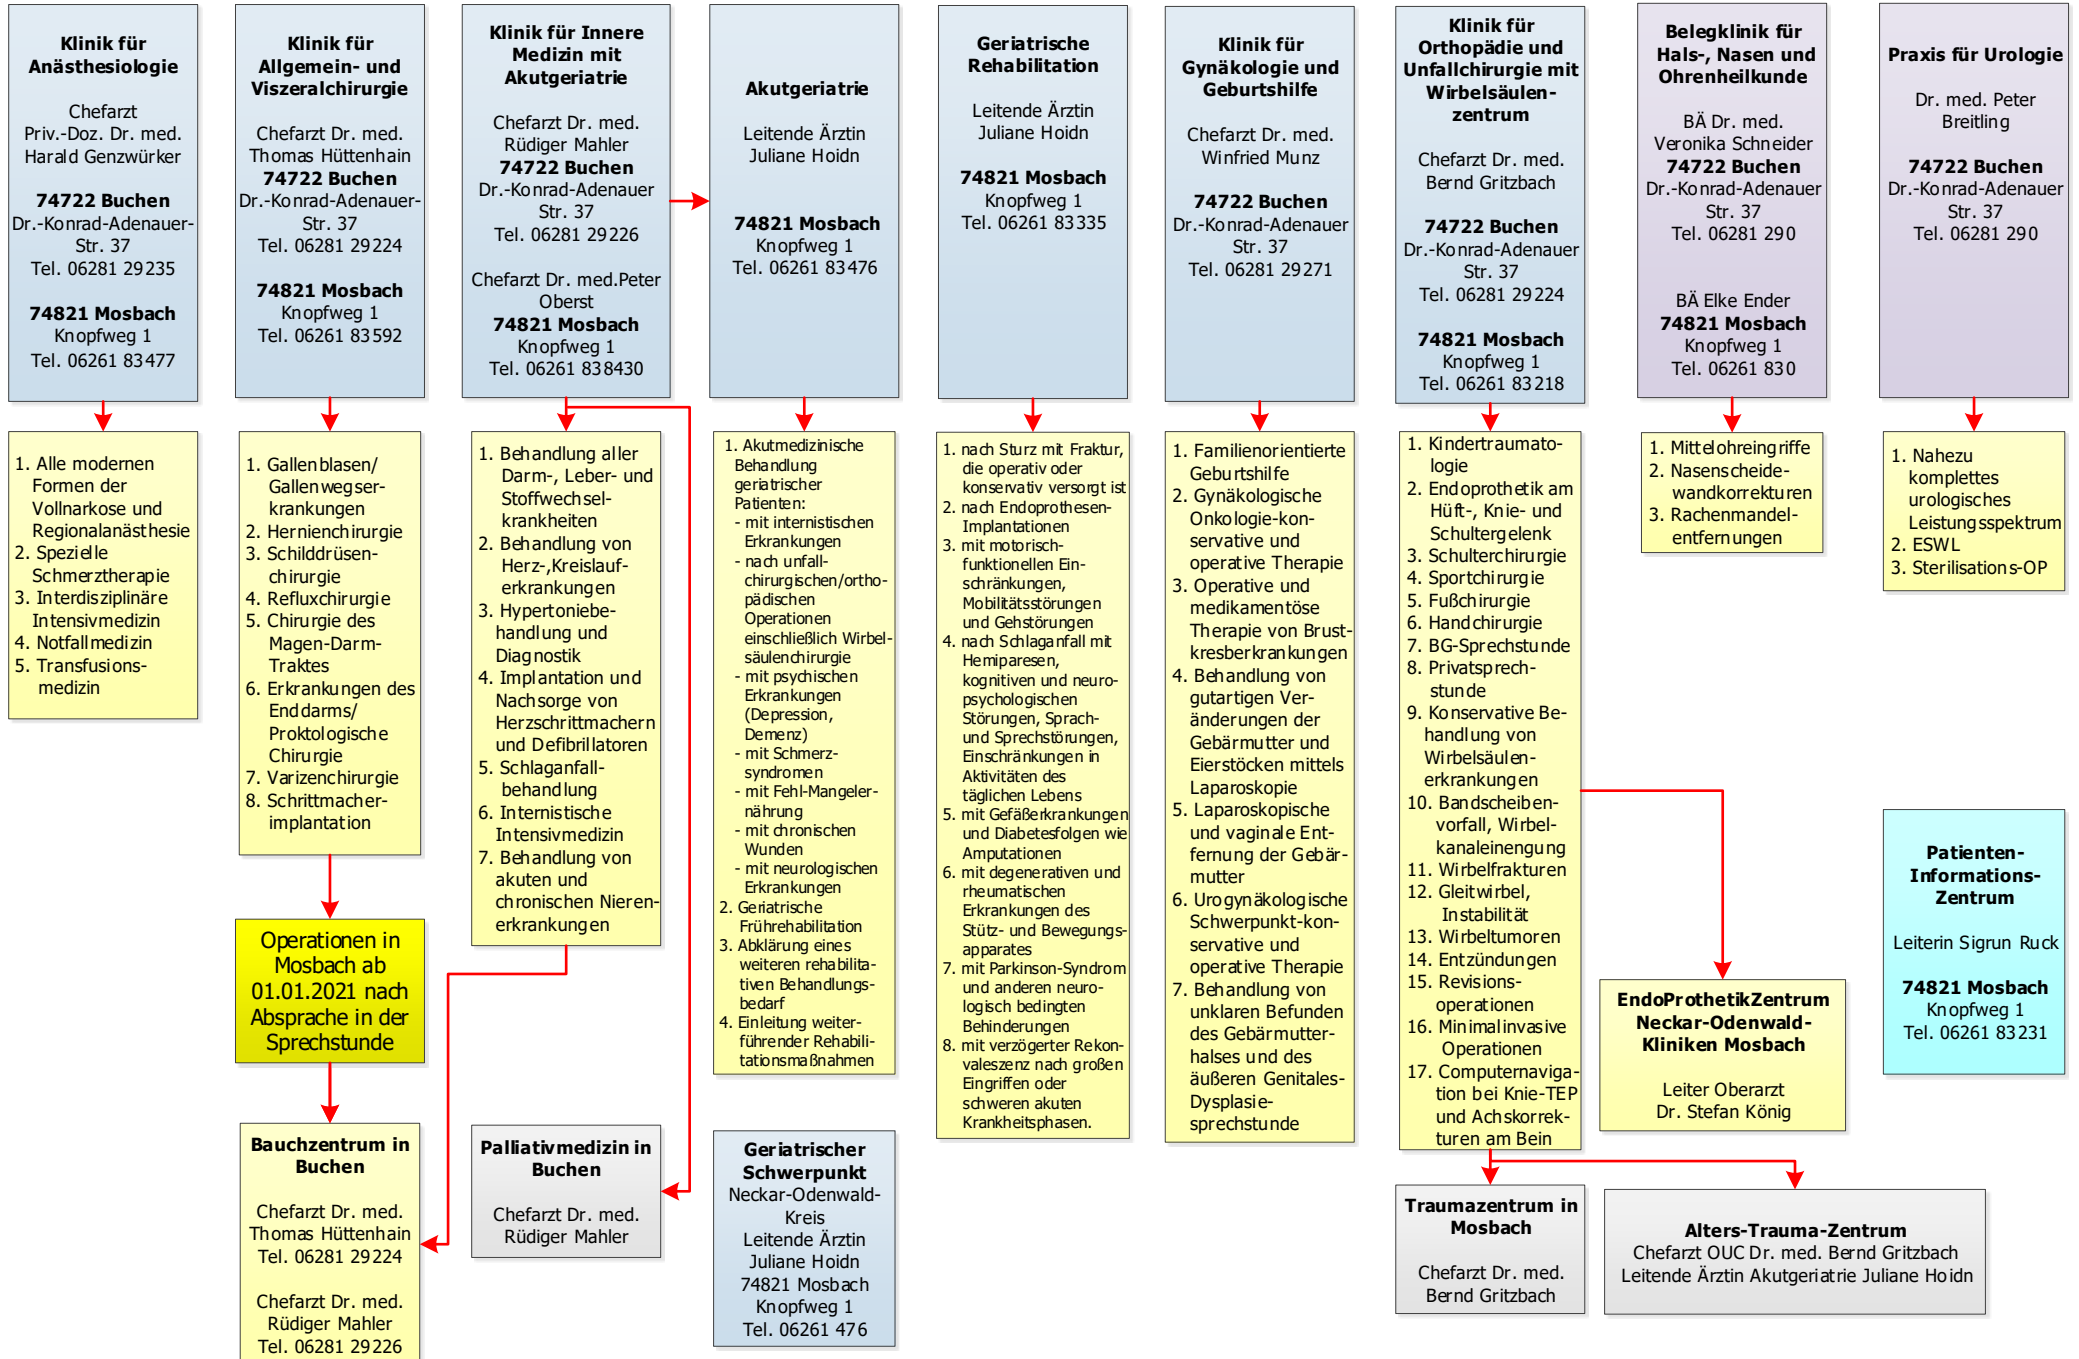 Klinik für
Anästhesiologie
Chefarzt
Priv.-Doz. Dr. med.
Harald Genzwürker
74722 Buchen
Dr.-Konrad-Adenauer-
Str. 37
Tel. 06281 29235
74821 Mosbach
Knopfweg 1
Tel. 06261 83477
1. Alle modernen
Formen der
Vollnarkose und
Regionalanästhesie
2. Spezielle
Schmerztherapie
3. Interdisziplinäre
Intensivmedizin
4. Notfallmedizin
5. Transfusions-
medizin
Klinik für
Allgemein- und
Viszeralchirurgie
Chefarzt Dr. med.
Thomas Hüttenhain
74722 Buchen
Dr.-Konrad-Adenauer-
Str. 37
Tel. 06281 29224
74821 Mosbach
Knopfweg 1
Tel. 06261 83592
1. Gallenblasen/
Gallenwegser-
krankungen
2. Hernienchirurgie
3. Schilddrüsen-
chirurgie
4. Refluxchirurgie
5. Chirurgie des
Magen-Darm-
Traktes
6. Erkrankungen des
Enddarms/
Proktologische
Chirurgie
7. Varizenchirurgie
8. Schrittmacher-
implantation
Operationen in
Mosbach ab
01.01.2021 nach
Absprache in der
Sprechstunde
Bauchzentrum in
Buchen
Chefarzt Dr. med.
Thomas Hüttenhain
Tel. 06281 29224
Chefarzt Dr. med.
Rüdiger Mahler
Tel. 06281 29226
Klinik für Innere
Medizin mit
Akutgeriatrie
Chefarzt Dr. med.
Rüdiger Mahler
74722 Buchen
Dr.-Konrad-Adenauer
Str. 37
Tel. 06281 29226
Chefarzt Dr. med.Peter
Oberst
74821 Mosbach
Knopfweg 1
Tel. 06261 838430
1. Behandlung aller
Darm-, Leber- und
Stoffwechsel-
krankheiten
2. Behandlung von
Herz-,Kreislauf-
erkrankungen
3. Hypertoniebe-
handlung und
Diagnostik
4. Implantation und
Nachsorge von
Herzschrittmachern
und Defibrillatoren
5. Schlaganfall-
behandlung
6. Internistische
Intensivmedizin
7. Behandlung von
akuten und
chronischen Nieren-
erkrankungen
Palliativmedizin in
Buchen
Chefarzt Dr. med.
Rüdiger Mahler
Akutgeriatrie
Leitende Ärztin
Juliane Hoidn
74821 Mosbach
Knopfweg 1
Tel. 06261 83476
1. Akutmedizinische
Behandlung
geriatrischer
Patienten:
- mit internistischen
Erkrankungen
- nach unfall-
chirurgischen/ortho-
pädischen
Operationen
einschließlich Wirbel-
säulenchirurgie
- mit psychischen
Erkrankungen
(Depression,
Demenz)
- mit Schmerz-
syndromen
- mit Fehl-Mangeler-
nährung
- mit chronischen
Wunden
- mit neurologischen
Erkrankungen
2. Geriatrische
Frührehabilitation
3. Abklärung eines
weiteren rehabilita-
tiven Behandlungs-
bedarf
4. Einleitung weiter-
führender Rehabili-
tationsmaßnahmen
Geriatrischer
Schwerpunkt
Neckar-Odenwald-
Kreis
Leitende Ärztin
Juliane Hoidn
74821 Mosbach
Knopfweg 1
Tel. 06261 476
Geriatrische
Rehabilitation
Leitende Ärztin
Juliane Hoidn
74821 Mosbach
Knopfweg 1
Tel. 06261 83335
1. nach Sturz mit Fraktur,
die operativ oder
konservativ versorgt ist
2. nach Endoprothesen-
Implantationen
3. mit motorisch-
funktionellen Ein-
schränkungen,
Mobilitätsstörungen
und Gehstörungen
4. nach Schlaganfall mit
Hemiparesen,
kognitiven und neuro-
psychologischen
Störungen, Sprach-
und Sprechstörungen,
Einschränkungen in
Aktivitäten des
täglichen Lebens
5. mit Gefäßerkrankungen
und Diabetesfolgen wie
Amputationen
6. mit degenerativen und
rheumatischen
Erkrankungen des
Stütz- und Bewegungs-
apparates
7. mit Parkinson-Syndrom
und anderen neuro-
logisch bedingten
Behinderungen
8. mit verzögerter Rekon-
valeszenz nach großen
Eingriffen oder
schweren akuten
Krankheitsphasen.
Klinik für
Gynäkologie und
Geburtshilfe
Chefarzt Dr. med.
Winfried Munz
74722 Buchen
Dr.-Konrad-Adenauer
Str. 37
Tel. 06281 29271
1. Familienorientierte
Geburtshilfe
2. Gynäkologische
Onkologie-kon-
servative und
operative Therapie
3. Operative und
medikamentöse
Therapie von Brust-
kresberkrankungen
4. Behandlung von
gutartigen Ver-
änderungen der
Gebärmutter und
Eierstöcken mittels
Laparoskopie
5. Laparoskopische
und vaginale Ent-
fernung der Gebär-
mutter
6. Urogynäkologische
Schwerpunkt-kon-
servative und
operative Therapie
7. Behandlung von
unklaren Befunden
des Gebärmutter-
halses und des
äußeren Genitales-
Dysplasie-
sprechstunde
Klinik für
Orthopädie und
Unfallchirurgie mit
Wirbelsäulen-
zentrum
Chefarzt Dr. med.
Bernd Gritzbach
74722 Buchen
Dr.-Konrad-Adenauer
Str. 37
Tel. 06281 29224
74821 Mosbach
Knopfweg 1
Tel. 06261 83218
1. Kindertraumato-
logie
2. Endoprothetik am
Hüft-, Knie- und
Schultergelenk
3. Schulterchirurgie
4. Sportchirurgie
5. Fußchirurgie
6. Handchirurgie
7. BG-Sprechstunde
8. Privatsprech-
stunde
9. Konservative Be-
handlung von
Wirbelsäulen-
erkrankungen
10. Bandscheiben-
vorfall, Wirbel-
kanaleinengung
11. Wirbelfrakturen
12. Gleitwirbel,
Instabilität
13. Wirbeltumoren
14. Entzündungen
15. Revisions-
operationen
16. Minimalinvasive
Operationen
17. Computernaviga-
tion bei Knie-TEP
und Achskorrek-
turen am Bein
Traumazentrum in
Mosbach
Chefarzt Dr. med.
Bernd Gritzbach
Belegklinik für
Hals-, Nasen und
Ohrenheilkunde
BÄ Dr. med.
Veronika Schneider
74722 Buchen
Dr.-Konrad-Adenauer
Str. 37
Tel. 06281 290
BÄ Elke Ender
74821 Mosbach
Knopfweg 1
Tel. 06261 830
1. Mittelohreingriffe
2. Nasenscheide-
wandkorrekturen
3. Rachenmandel-
entfernungen
EndoProthetikZentrum
Neckar-Odenwald-
Kliniken Mosbach
Leiter Oberarzt
Dr. Stefan König
Alters-Trauma-Zentrum
Chefarzt OUC Dr. med. Bernd Gritzbach
Leitende Ärztin Akutgeriatrie Juliane Hoidn
Praxis für Urologie
Dr. med. Peter
Breitling
74722 Buchen
Dr.-Konrad-Adenauer
Str. 37
Tel. 06281 290
1. Nahezu
komplettes
urologisches
Leistungsspektrum
2. ESWL
3. Sterilisations-OP
Patienten-
Informations-
Zentrum
Leiterin Sigrun Ruck
74821 Mosbach
Knopfweg 1
Tel. 06261 83231